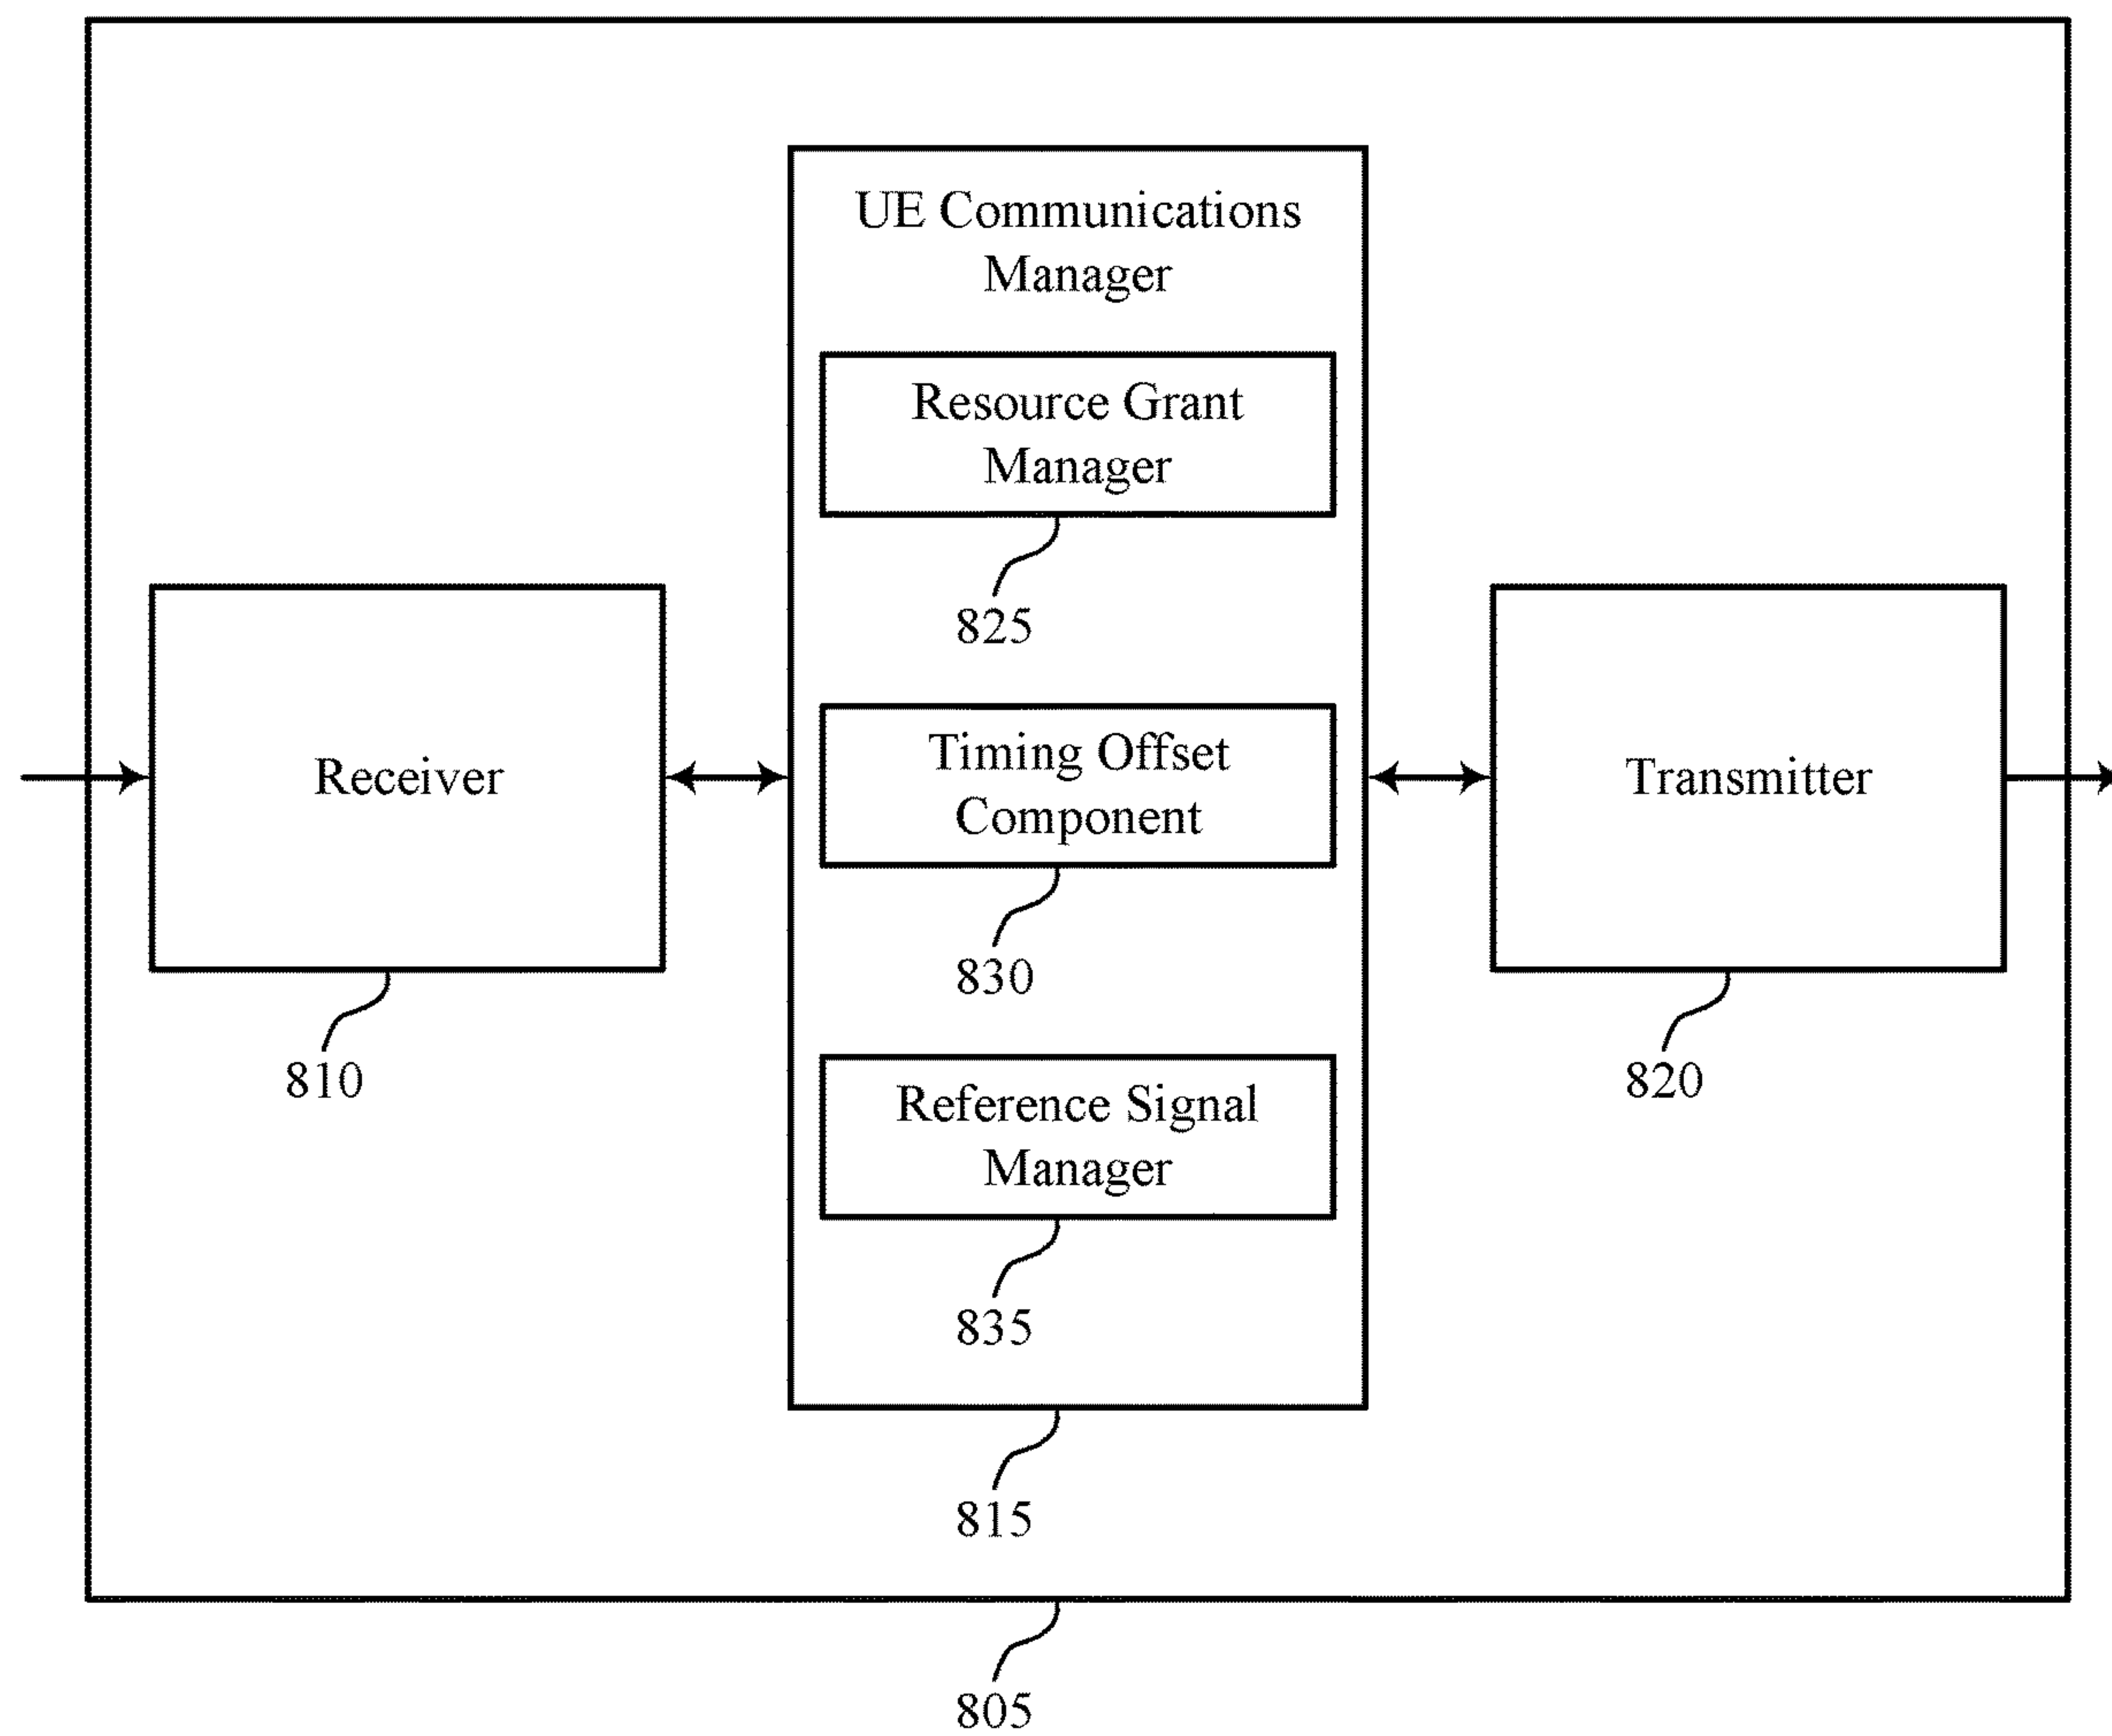 UE Communications
Manager
Resource Grant
Manager
825
Receiver
810
Timing Offset
Component
830
Transmitter
820
Reference Signal
Manager
835
815
805